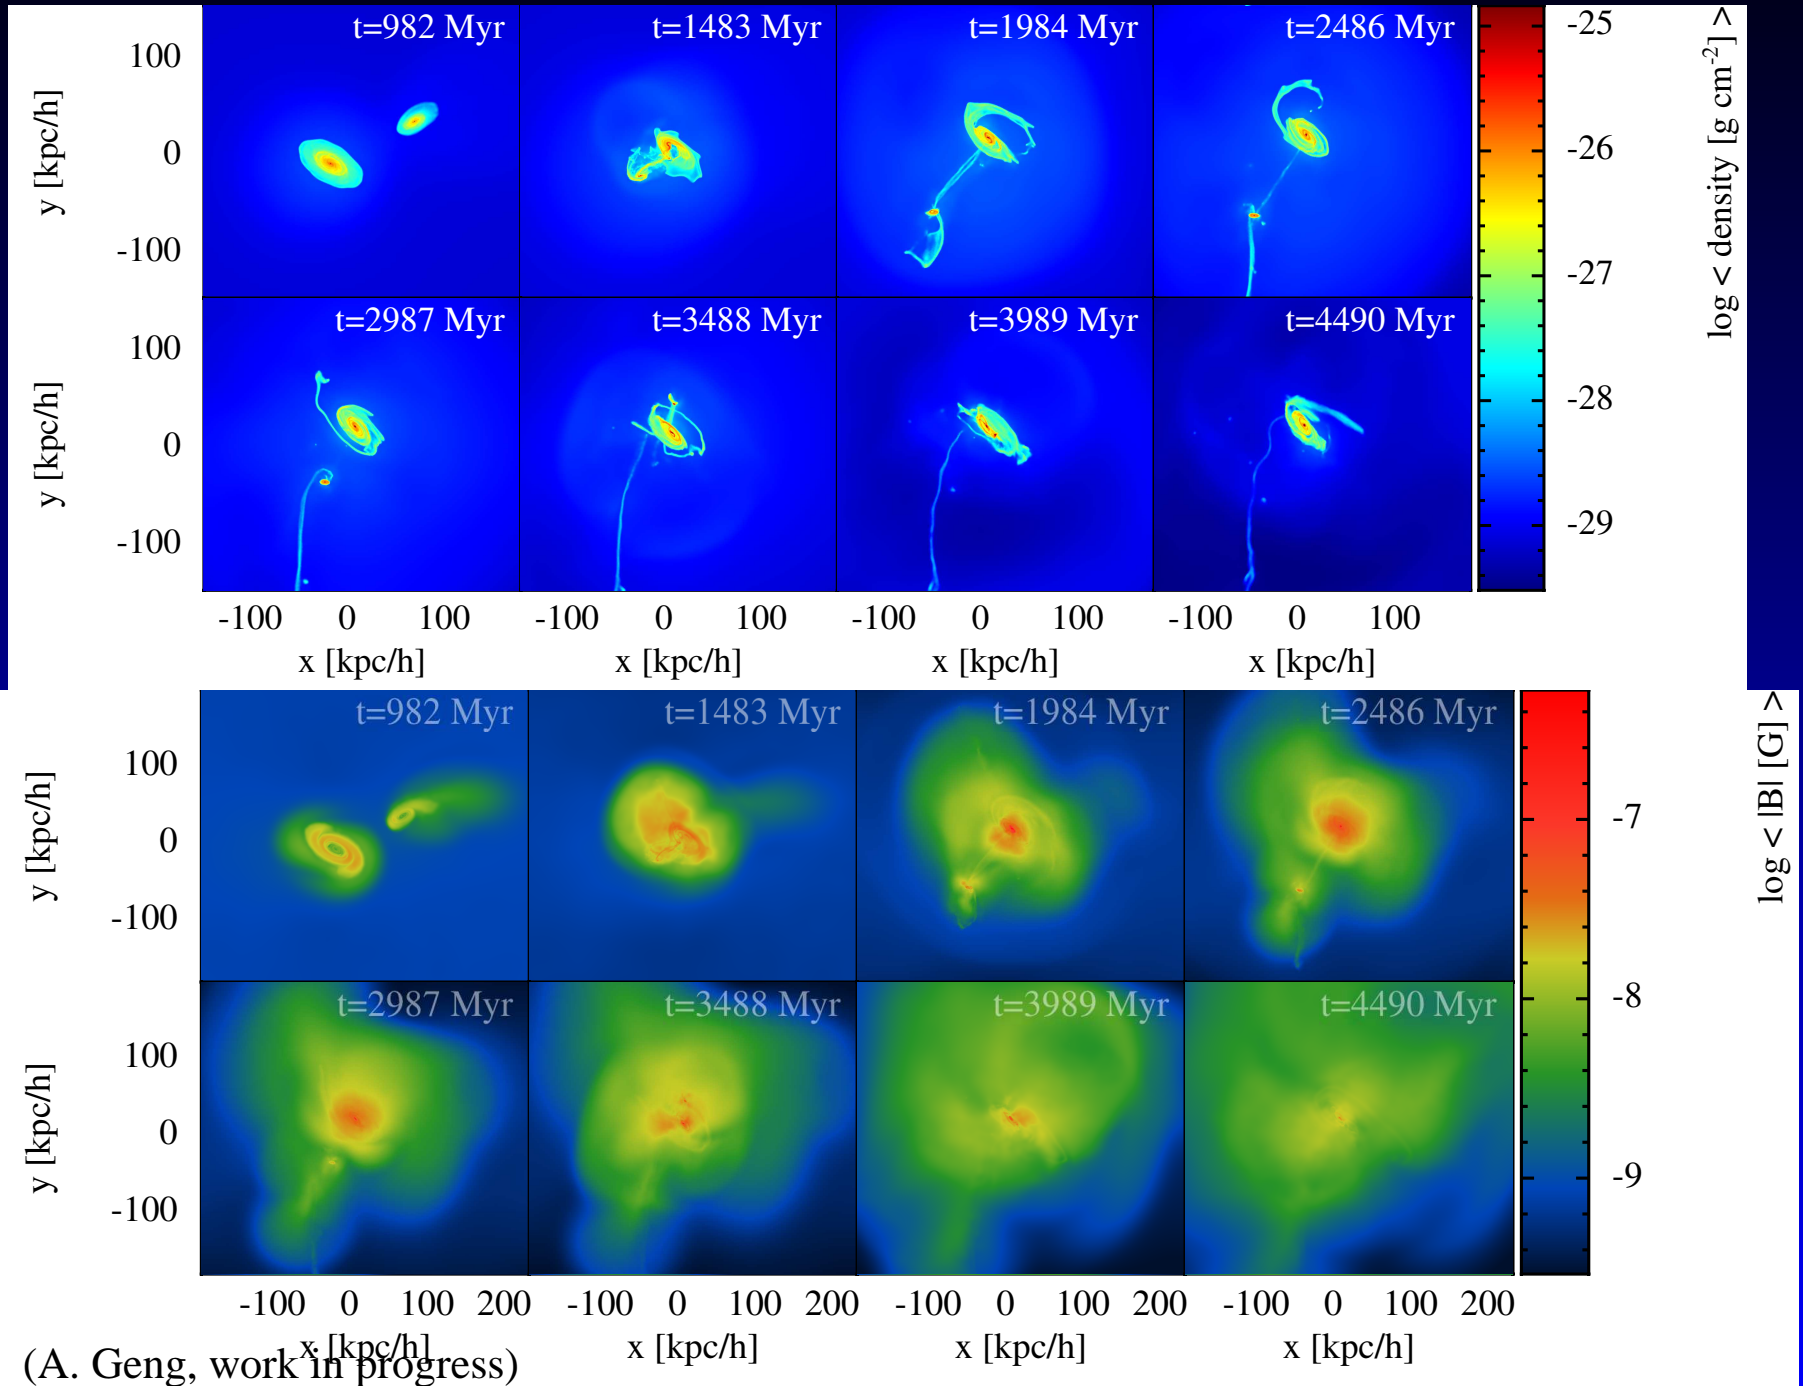 t=982 Myr
t=1483 Myr
t=1984 Myr
t=2486 Myr
100
0
-100
y [kpc/h]
t=2987 Myr
t=3488 Myr
t=3989 Myr
t=4490 Myr
100
0
-100
y [kpc/h]
-100 0 100
-100 0 100
-100 0 100
-100 0 100
x [kpc/h]
x [kpc/h]
x [kpc/h]
x [kpc/h]
-25
-26
-27
-28
-29
log < density [g cm⁻²] >
t=982 Myr
t=1483 Myr
t=1984 Myr
t=2486 Myr
100
0
-100
y [kpc/h]
t=2987 Myr
t=3488 Myr
t=3989 Myr
t=4490 Myr
100
0
-100
y [kpc/h]
-100 0 100 200
-100 0 100 200
-100 0 100 200
-100 0 100 200
x [kpc/h]
x [kpc/h]
x [kpc/h]
x [kpc/h]
-7
-8
-9
log < |B| [G] >
(A. Geng, work in progress)